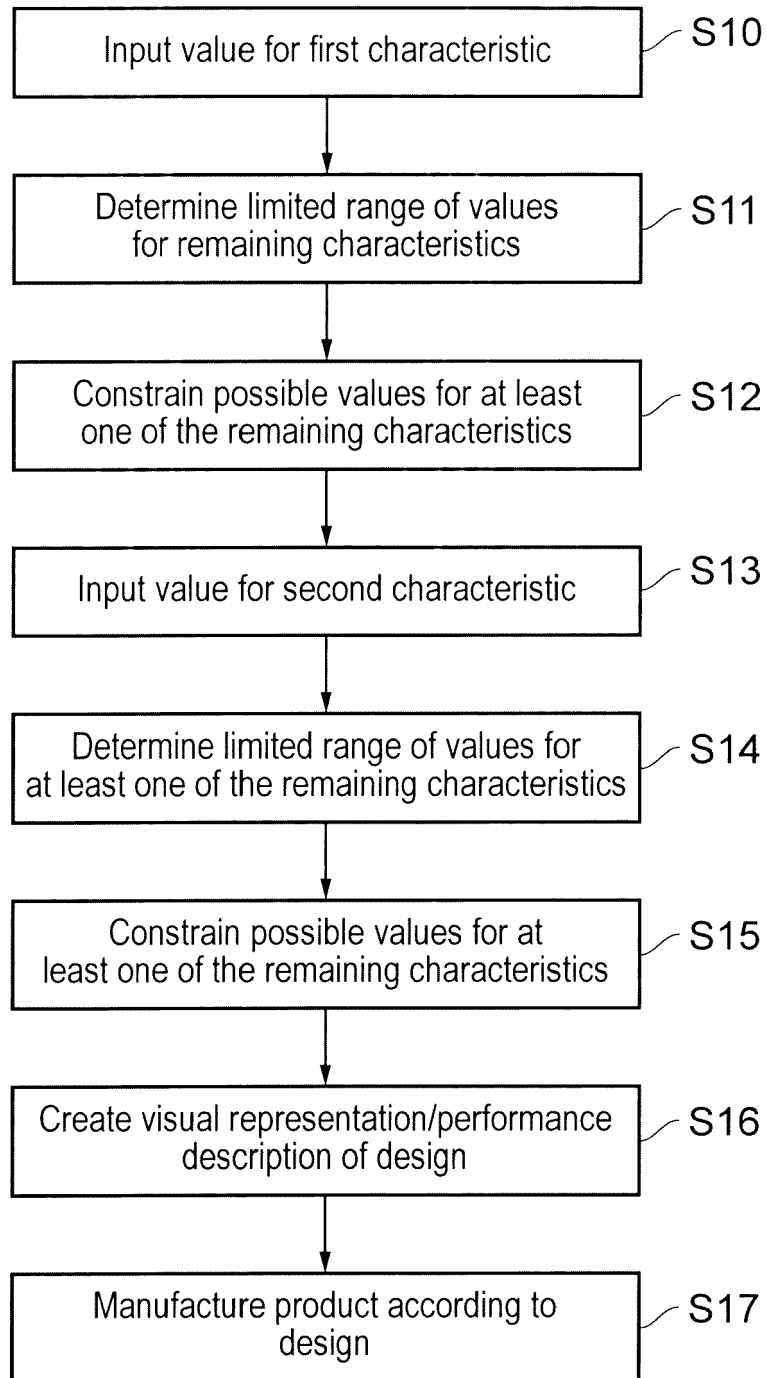 Input value for first characteristic
S10
Determine limited range of values
for remaining characteristics
S11
Constrain possible values for at least
one of the remaining characteristics
S12
Input value for second characteristic
S13
Determine limited range of values for
at least one of the remaining characteristics
S14
Constrain possible values for at
least one of the remaining characteristics
S15
Create visual representation/performance
description of design
S16
Manufacture product according to
design
S17